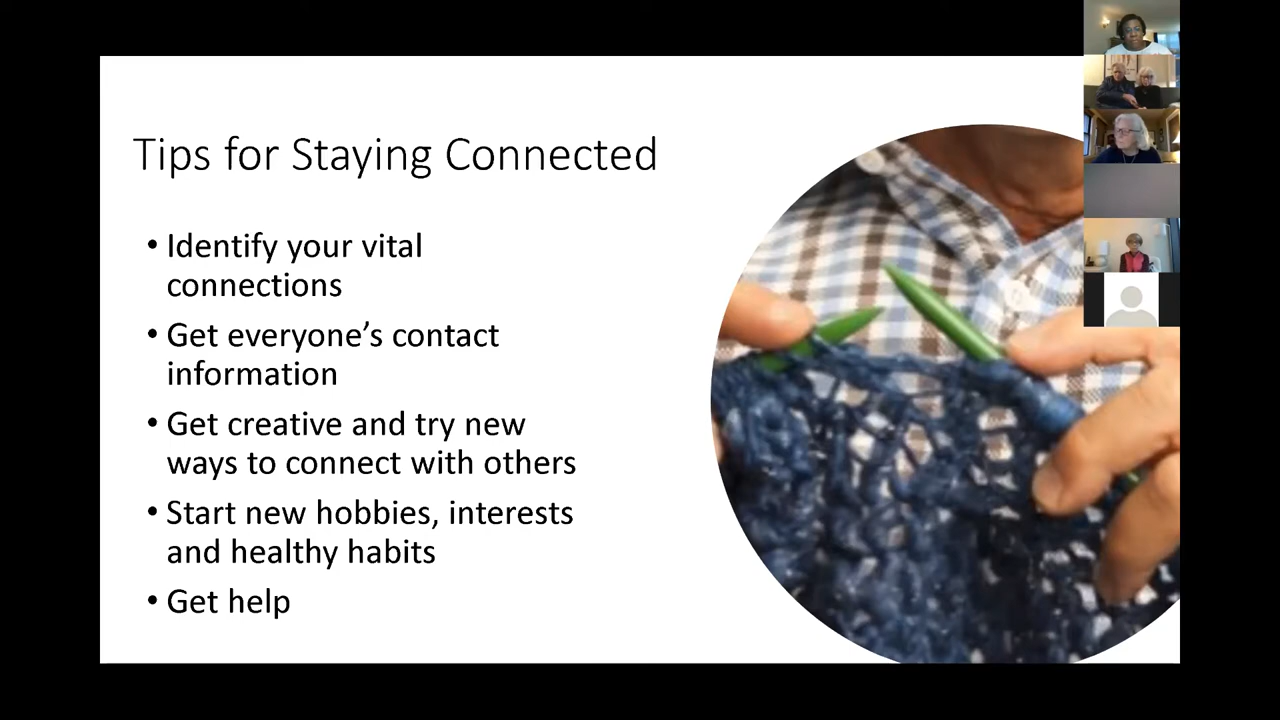 Tips for Staying Connected
• Identify your vital
connections
• Get everyone’s contact
information
• Get creative and try new
ways to connect with others
• Start new hobbies, interests
and healthy habits
• Get help